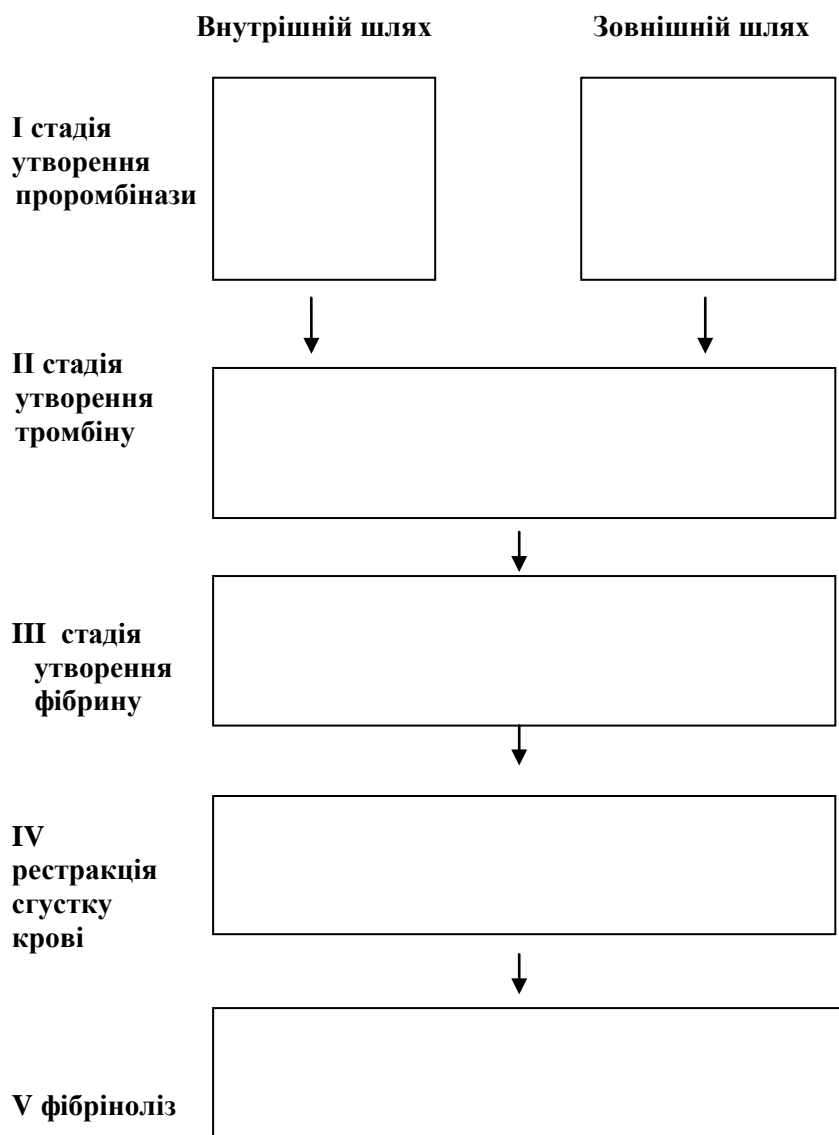 Внутрішній шлях Зовнішній шлях
І стадія
утворення
проромбінази
ІІ стадія
утворення
тромбіну
ІІІ стадія
утворення
фібрину
IV
рестракція
сгустку
крові
V фібріноліз